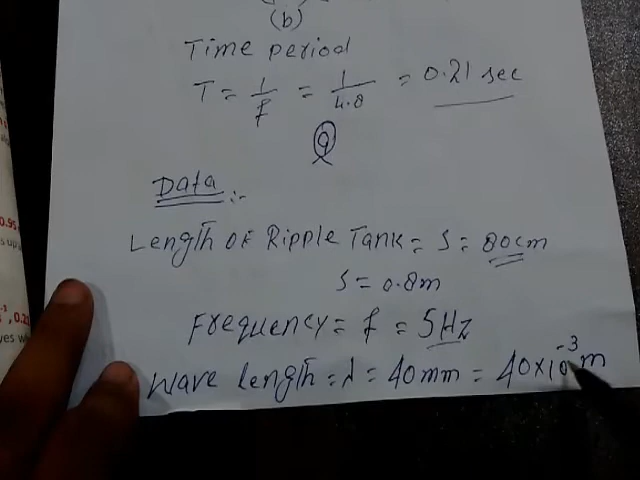 (b)
Time period
T = 1/f = 1/4.8 = 0.21 sec
9
Data :-
Length of Ripple Tank = S = 80cm
S = 0.8m
Frequency = f = 5Hz
Wave Length = λ = 40mm = 40×10⁻³m